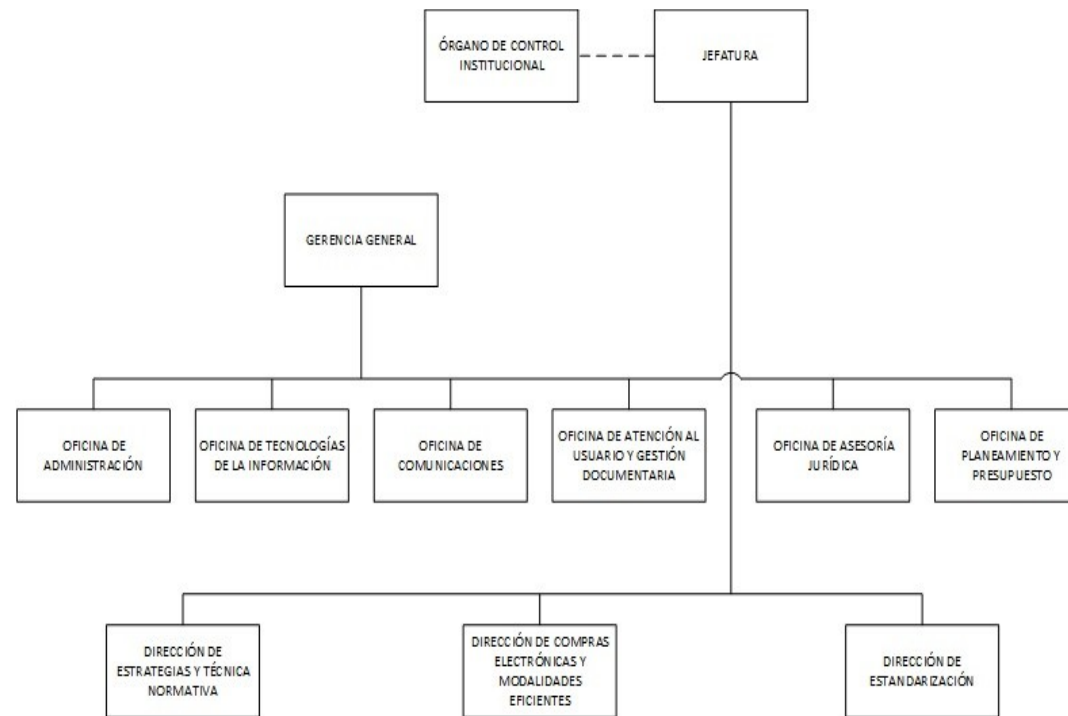 ÓRGANO DE CONTROL
INSTITUCIONAL
JEFATURA
GERENCIA GENERAL
OFICINA DE
ADMINISTRACIÓN
OFICINA DE TECNOLOGÍAS
DE LA INFORMACIÓN
OFICINA DE
COMUNICACIONES
OFICINA DE ATENCIÓN AL
USUARIO Y GESTIÓN
DOCUMENTARIA
OFICINA DE ASESORÍA
JURÍDICA
OFICINA DE
PLANEAMIENTO Y
PRESUPUESTO
DIRECCIÓN DE
ESTRATEGIAS Y TÉCNICA
NORMATIVA
DIRECCIÓN DE COMPRAS
ELECTRÓNICAS Y
MODALIDADES
EFICIENTES
DIRECCIÓN DE
ESTANDARIZACIÓN